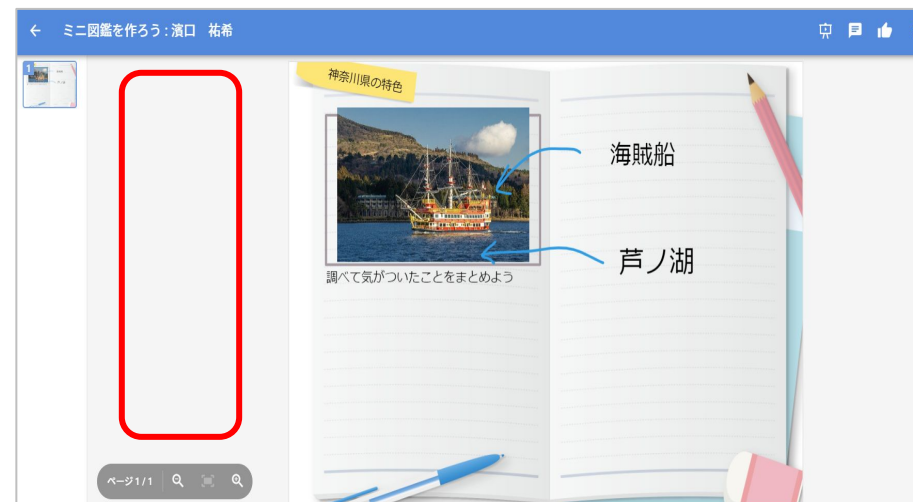 ミニ図鑑を作ろう:濱口　祐希
1
神奈川県の特色
海賊船
芦ノ湖
調べて気がついたことをまとめよう
ページ1/1